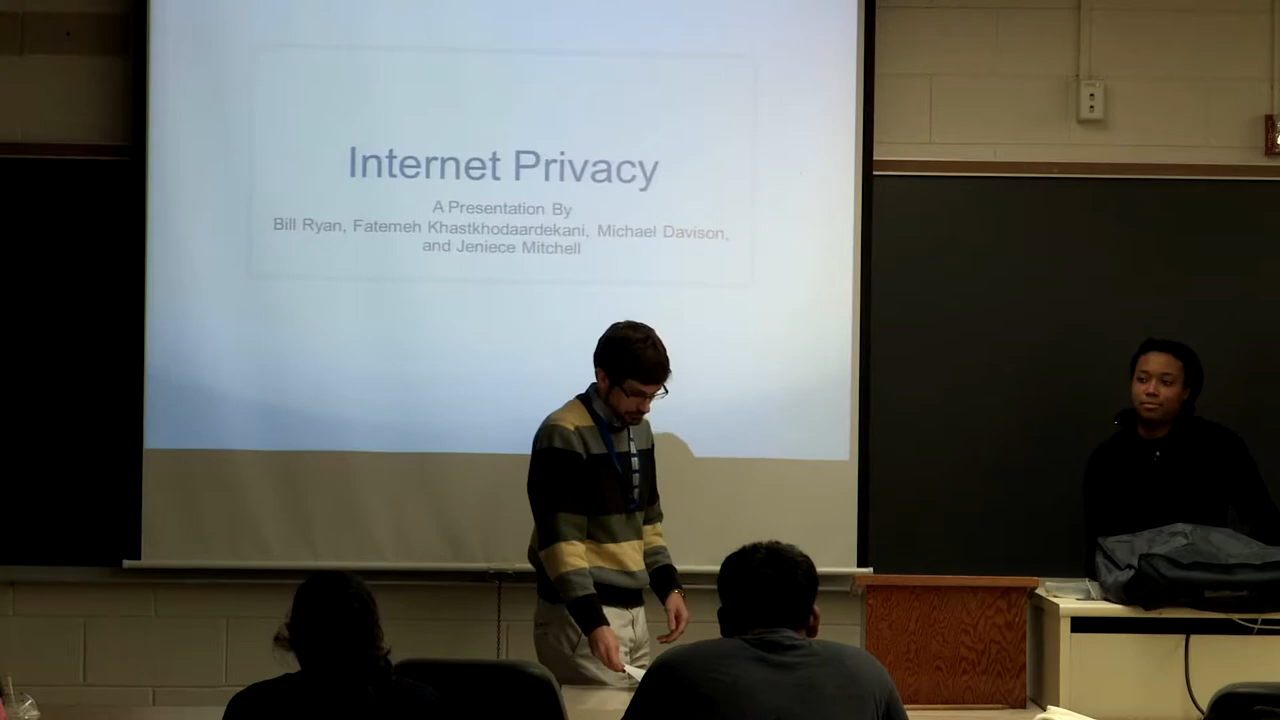 Internet Privacy
A Presentation By
Bill Ryan, Fatemeh Khastkhodaardekani, Michael Davison,
and Jeniece Mitchell